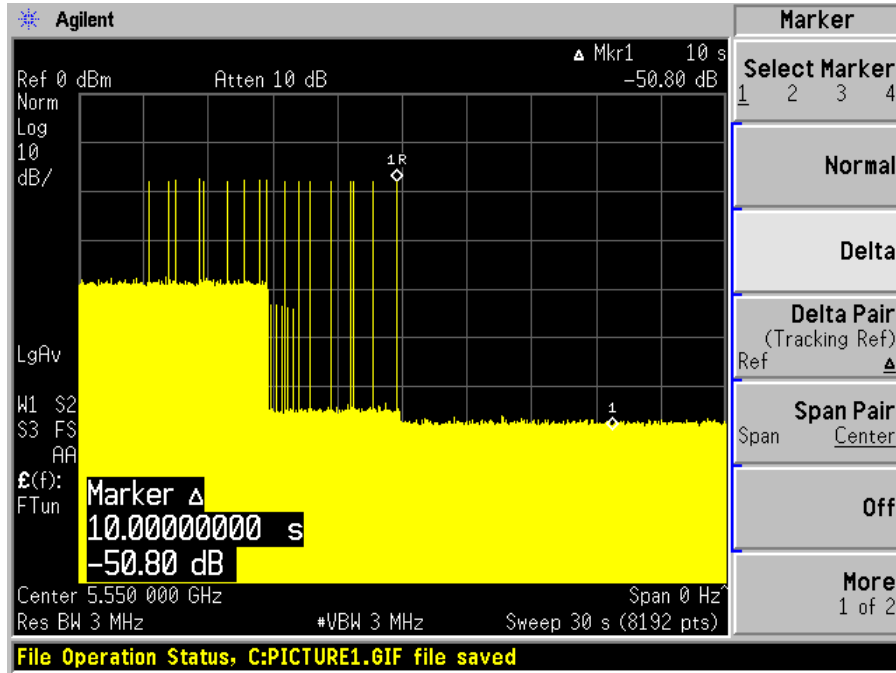 Agilent
Marker
Δ Mkr1 10 s
Ref 0 dBm Atten 10 dB -50.80 dB
Norm
Log
10
dB/
1R
LgAv
1
W1 S2
S3 FS
AA
£(f):
FTun
Marker Δ
10.00000000 s
-50.80 dB
Center 5.550 000 GHz Span 0 Hz^
Res BW 3 MHz #VBW 3 MHz Sweep 30 s (8192 pts)
File Operation Status, C:PICTURE1.GIF file saved
Select Marker
1 2 3 4
Normal
Delta
Delta Pair
(Tracking Ref)
Ref Δ
Span Pair
Span Center
Off
More
1 of 2